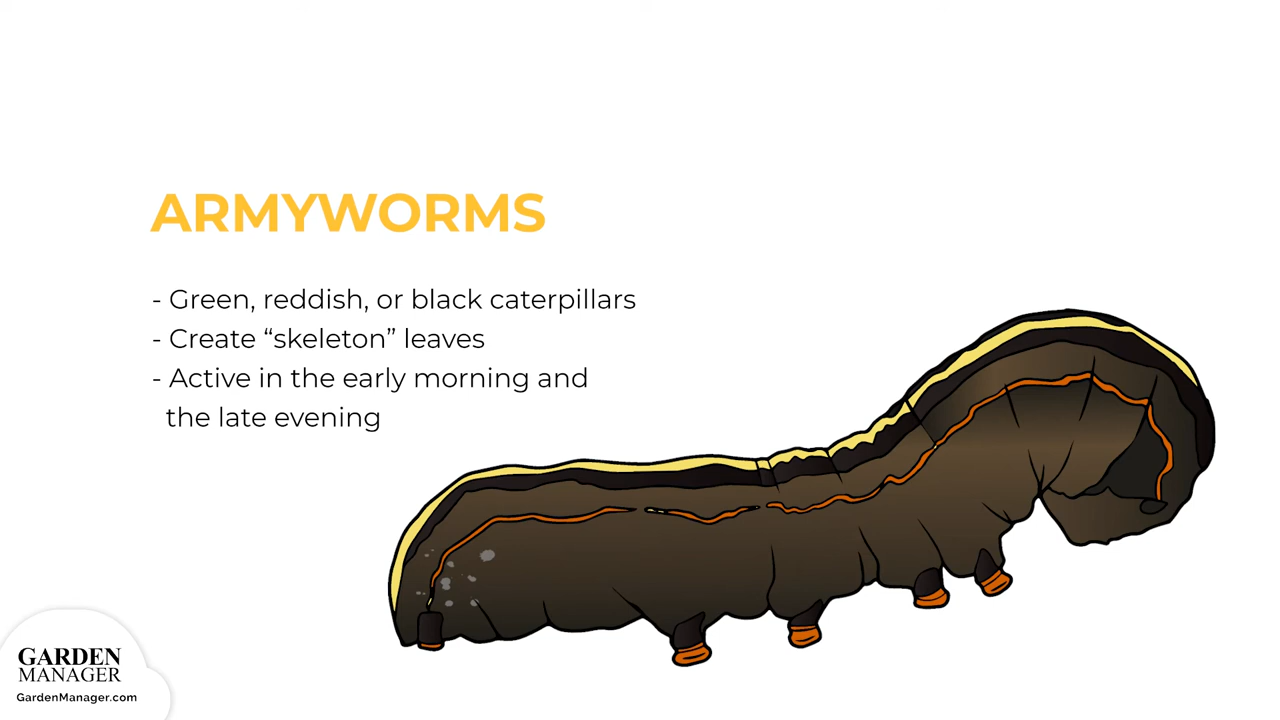 ARMYWORMS
- Green, reddish, or black caterpillars
- Create “skeleton” leaves
- Active in the early morning and
the late evening
GARDEN
MANAGER
GardenManager.com